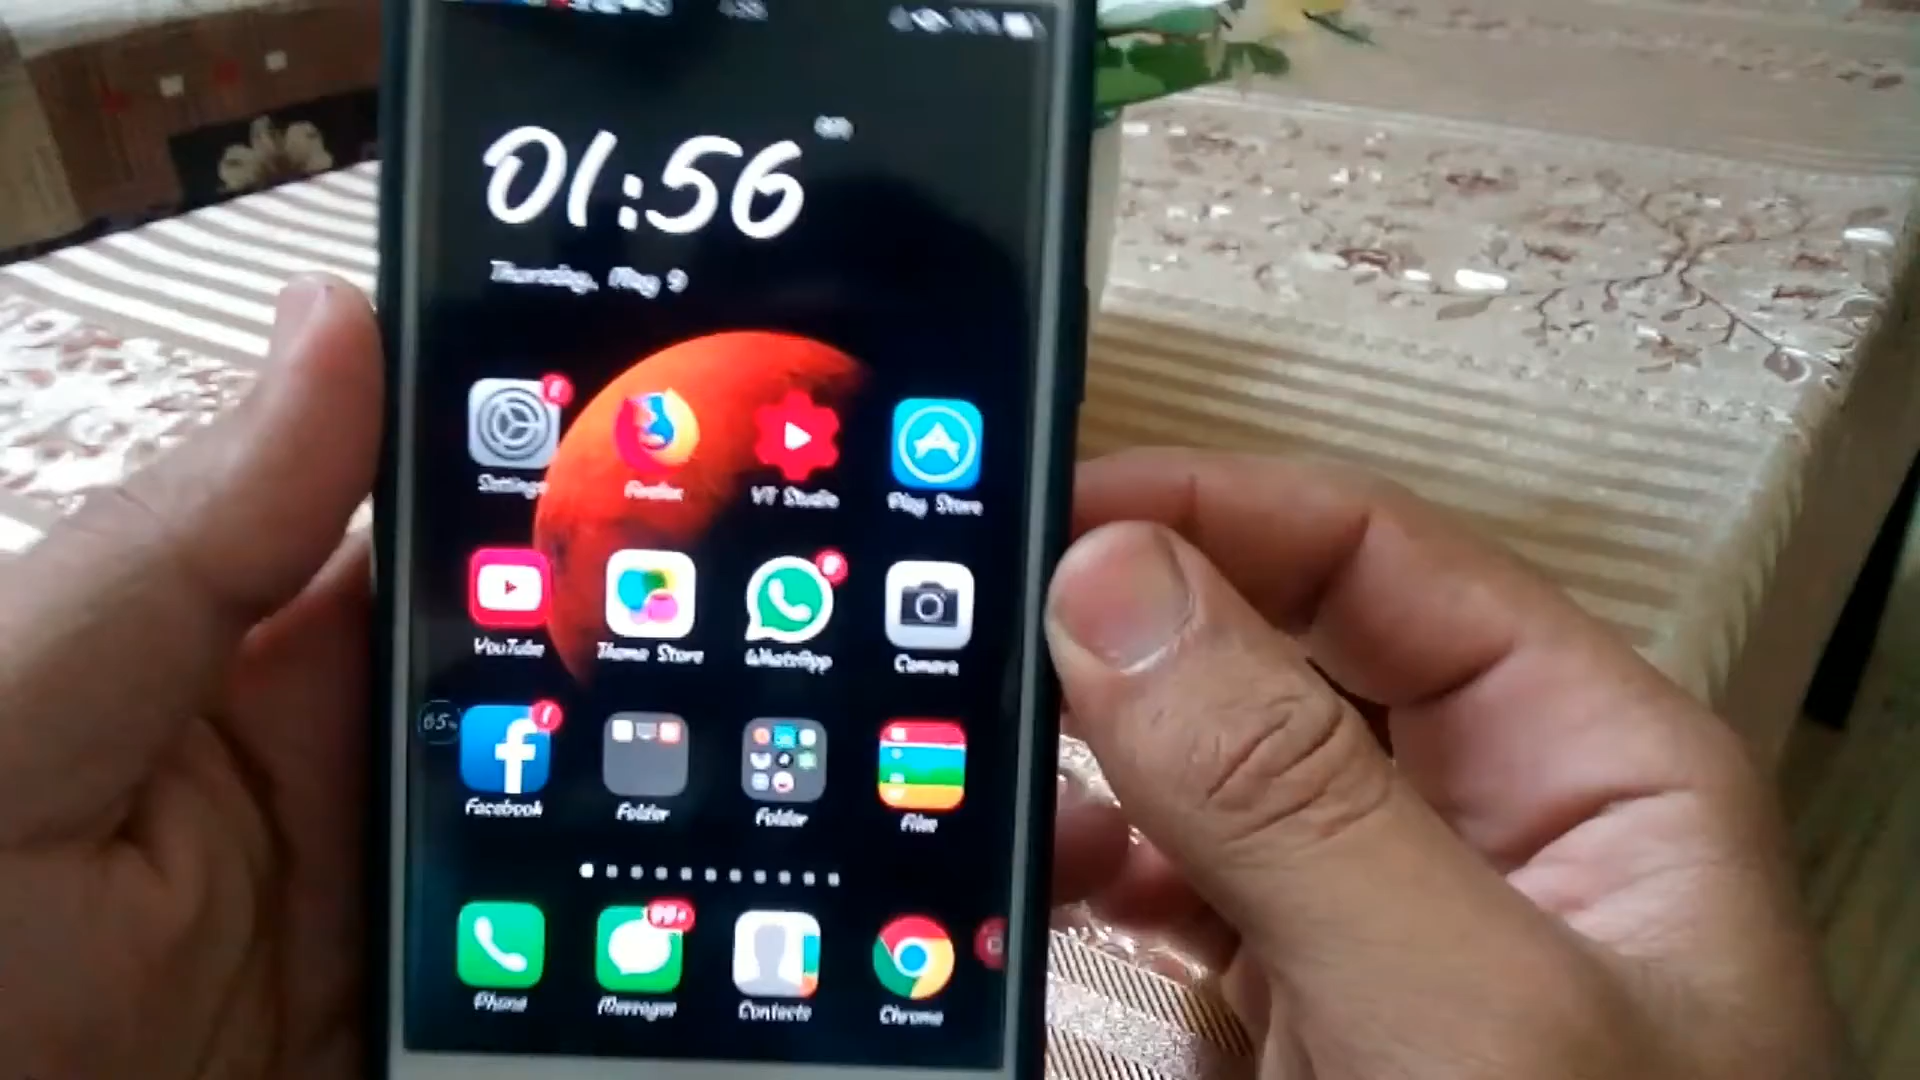 01:56
Thursday, May 9
Settings Firefox YT Studio Play Store
YouTube Theme Store WhatsApp Camera
65%
Facebook Folder Folder Files
99+
Phone Messages Contacts Chrome